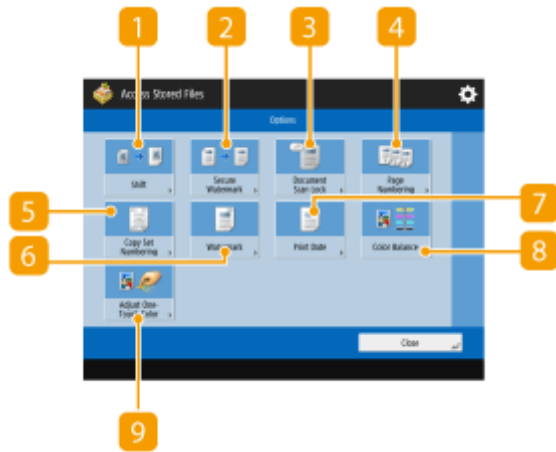 1 2 3 4
Access Stored Files
Options
Shift
Secure
Watermark
Document
Scan Lock
Page
Numbering
5
Copy Set
Numbering
Watermark
Print Date
Color Balance
7
6
8
Adjust One-
Touch Color
Close
9